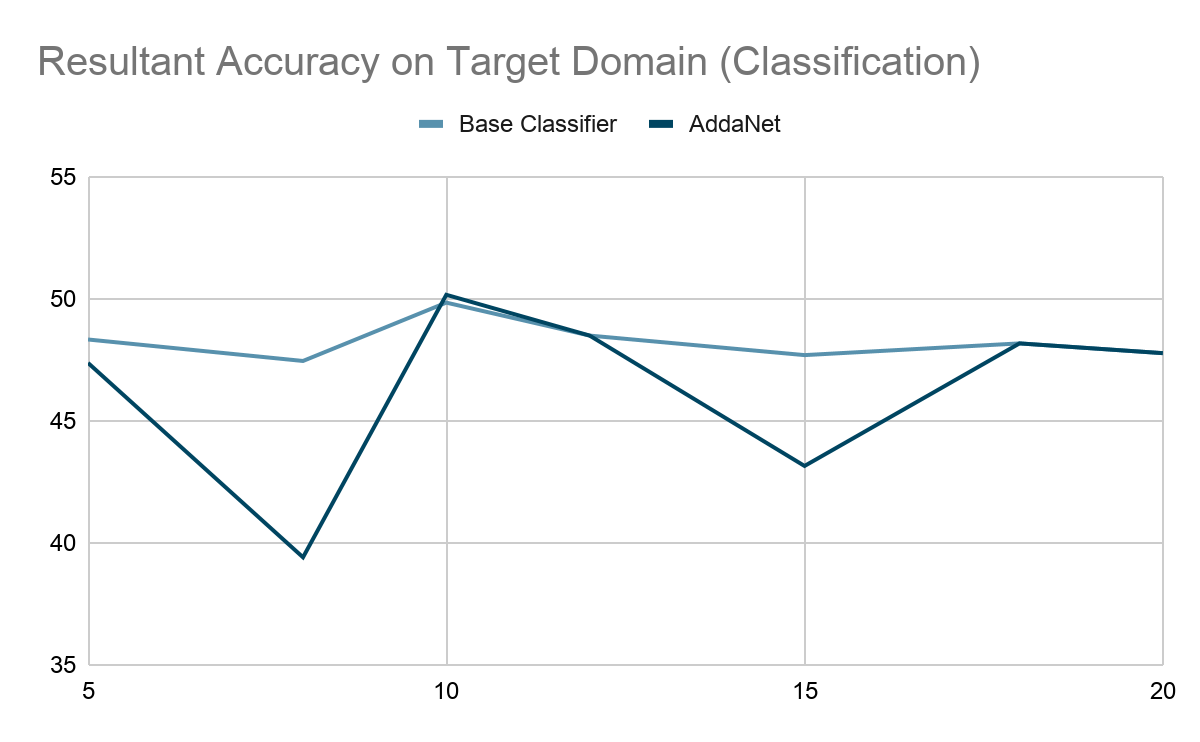 Resultant Accuracy on Target Domain (Classification)
Base Classifier AddaNet
55
50
45
40
35
5 10 15 20